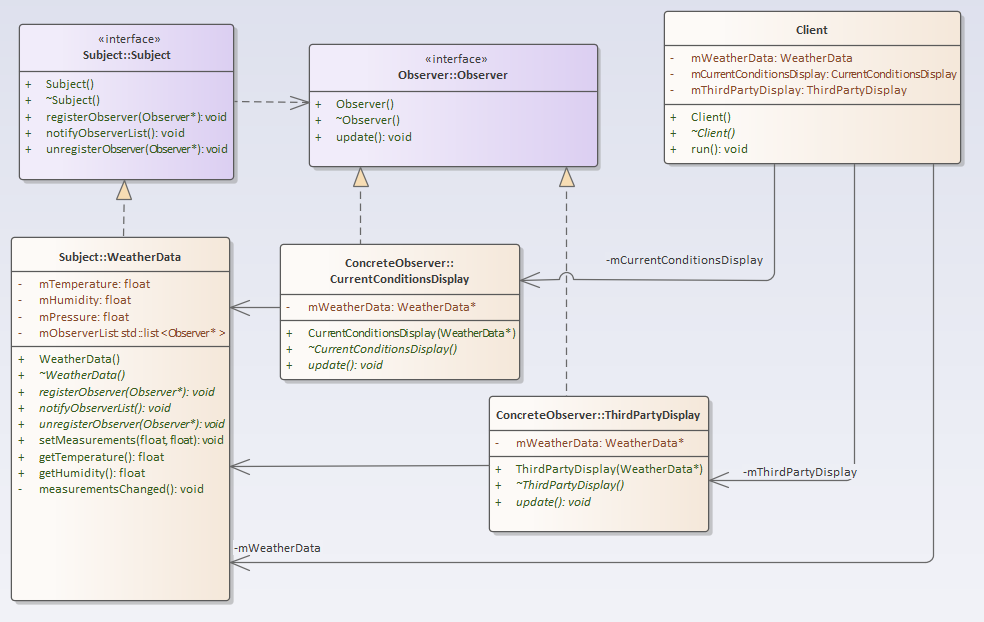 «interface»
Subject::Subject
+ Subject()
+ ~Subject()
+ registerObserver(Observer*): void
+ notifyObserverList(): void
+ unregisterObserver(Observer*): void
«interface»
Observer::Observer
+ Observer()
+ ~Observer()
+ update(): void
Client
- mWeatherData: WeatherData
- mCurrentConditionsDisplay: CurrentConditionsDisplay
- mThirdPartyDisplay: ThirdPartyDisplay
+ Client()
+ ~Client()
+ run(): void
Subject::WeatherData
- mTemperature: float
- mHumidity: float
- mPressure: float
- mObserverList: std::list<Observer* >
+ WeatherData()
+ ~WeatherData()
+ registerObserver(Observer*): void
+ notifyObserverList(): void
+ unregisterObserver(Observer*): void
+ setMeasurements(float, float): void
+ getTemperature(): float
+ getHumidity(): float
- measurementsChanged(): void
ConcreteObserver::
CurrentConditionsDisplay
- mWeatherData: WeatherData*
+ CurrentConditionsDisplay(WeatherData*)
+ ~CurrentConditionsDisplay()
+ update(): void
-mCurrentConditionsDisplay
ConcreteObserver::ThirdPartyDisplay
- mWeatherData: WeatherData*
+ ThirdPartyDisplay(WeatherData*)
+ ~ThirdPartyDisplay()
+ update(): void
-mThirdPartyDisplay
-mWeatherData